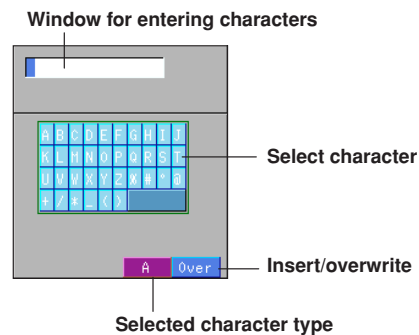 Window for entering characters
A B C D E F G H I J
K L M N O P Q R S T
U V W X Y Z % # ° @
+ / * _ ( )
Select character
A Over
Insert/overwrite
Selected character type